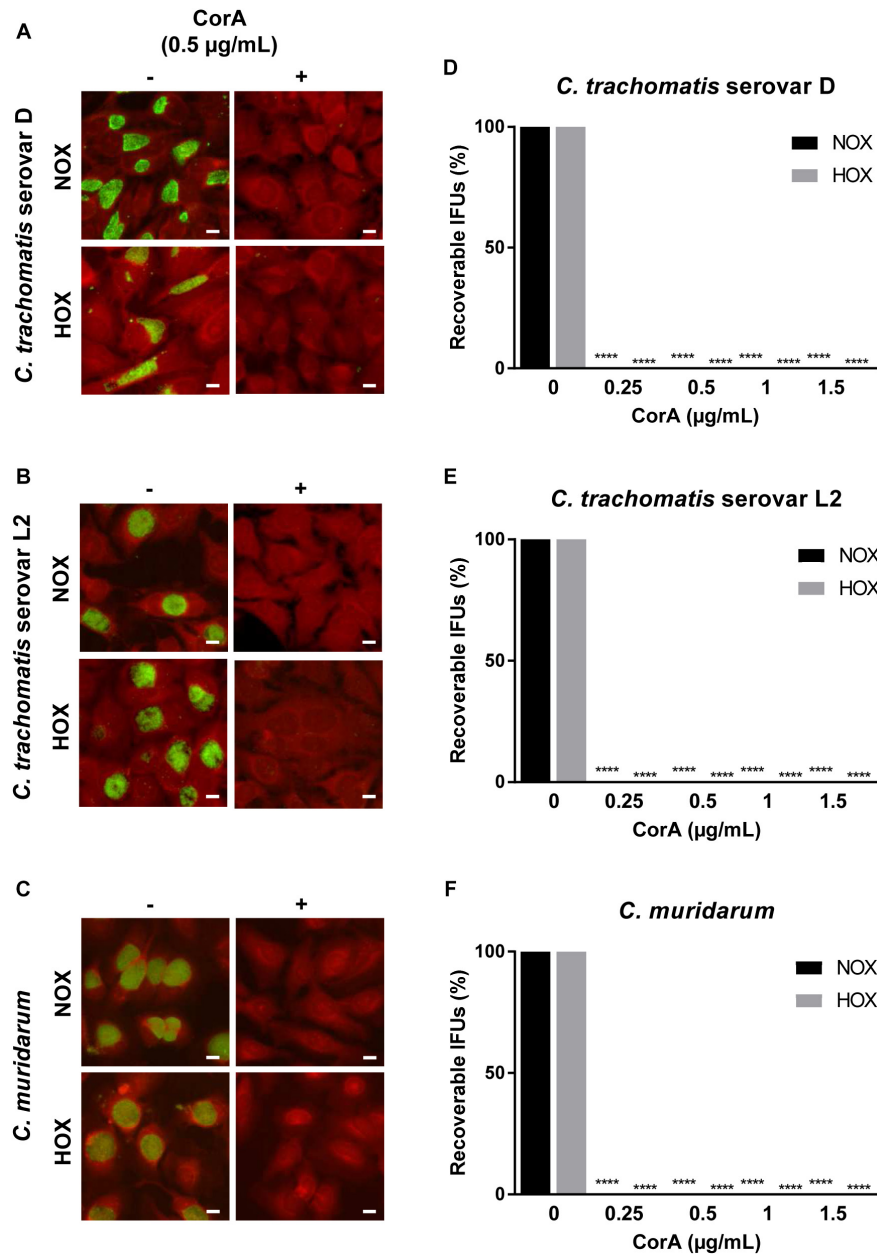 A
CorA
(0.5 µg/mL)
- +
C. trachomatis serovar D
NOX
HOX
B
- +
C. trachomatis serovar L2
NOX
HOX
C
- +
C. muridarum
NOX
HOX
D
C. trachomatis serovar D
NOX
HOX
Recoverable IFUs (%)
100
50
0
**** **** **** **** **** **** **** ****
0 0.25 0.5 1 1.5
CorA (µg/mL)
E
C. trachomatis serovar L2
NOX
HOX
Recoverable IFUs (%)
100
50
0
**** **** **** **** **** **** **** ****
0 0.25 0.5 1 1.5
CorA (µg/mL)
F
C. muridarum
NOX
HOX
Recoverable IFUs (%)
100
50
0
**** **** **** **** **** **** **** ****
0 0.25 0.5 1 1.5
CorA (µg/mL)